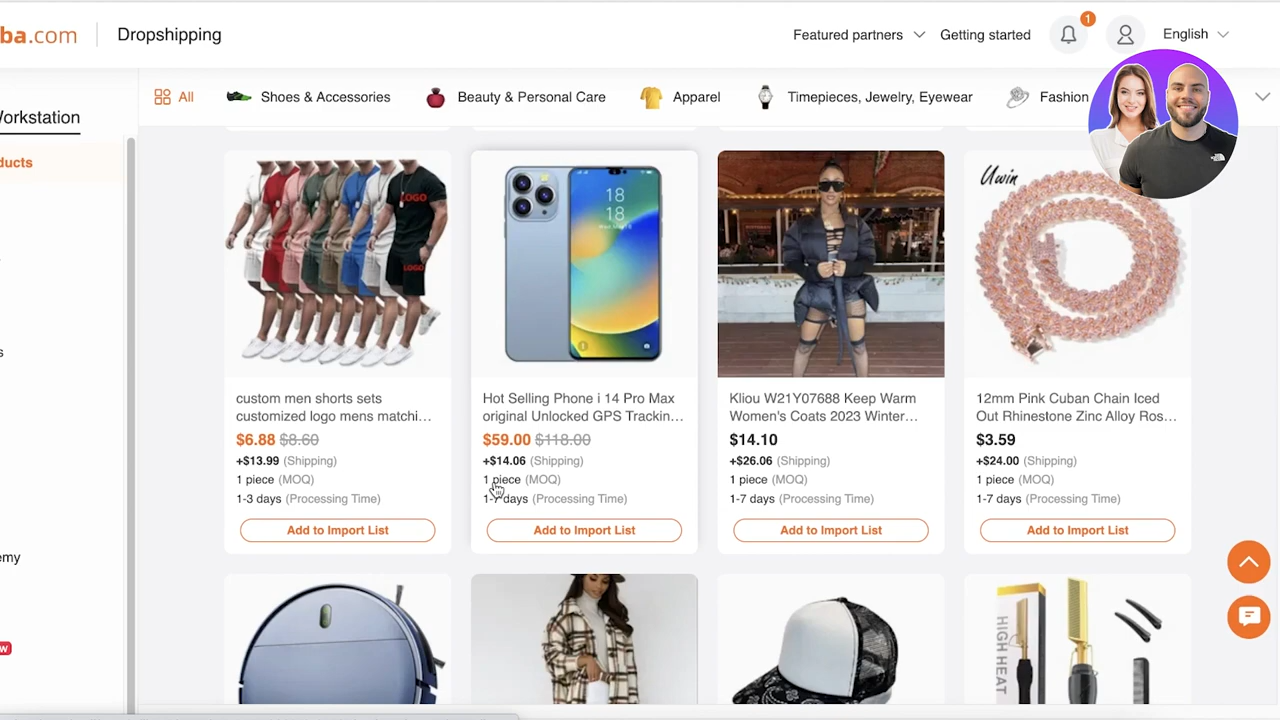 ba.com
Dropshipping
Featured partners
Getting started
1
English
All
Shoes & Accessories
Beauty & Personal Care
Apparel
Timepieces, Jewelry, Eyewear
Fashion
orkstation
ducts
s
emy
w
LOGO
LOGO
18
18
Uwin
custom men shorts sets
customized logo mens matchi...
$6.88 $8.60
+$13.99 (Shipping)
1 piece (MOQ)
1-3 days (Processing Time)
Add to Import List
Hot Selling Phone i 14 Pro Max
original Unlocked GPS Trackin...
$59.00 $118.00
+$14.06 (Shipping)
1 piece (MOQ)
1-7 days (Processing Time)
Add to Import List
Kliou W21Y07688 Keep Warm
Women's Coats 2023 Winter...
$14.10
+$26.06 (Shipping)
1 piece (MOQ)
1-7 days (Processing Time)
Add to Import List
12mm Pink Cuban Chain Iced
Out Rhinestone Zinc Alloy Ros...
$3.59
+$24.00 (Shipping)
1 piece (MOQ)
1-7 days (Processing Time)
Add to Import List
HIGH HEAT